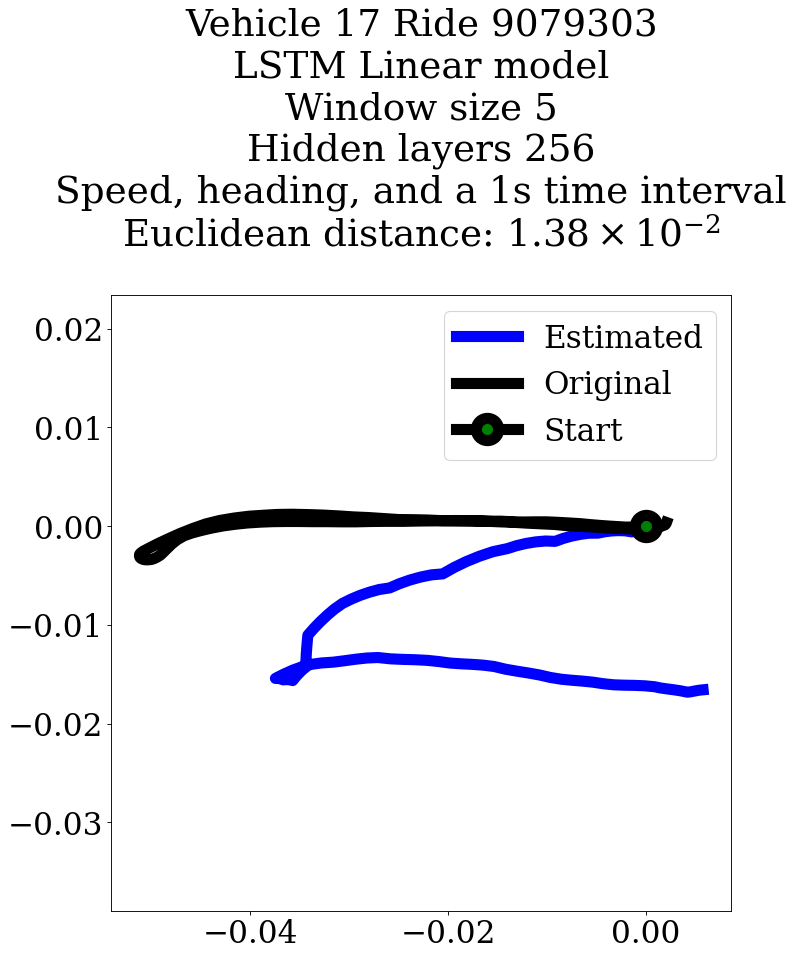 Vehicle 17 Ride 9079303
LSTM Linear model
Window size 5
Hidden layers 256
Speed, heading, and a 1s time interval
Euclidean distance: 1.38 × 10⁻²
Estimated
Original
Start
0.02
0.01
0.00
−0.01
−0.02
−0.03
−0.04 −0.02 0.00